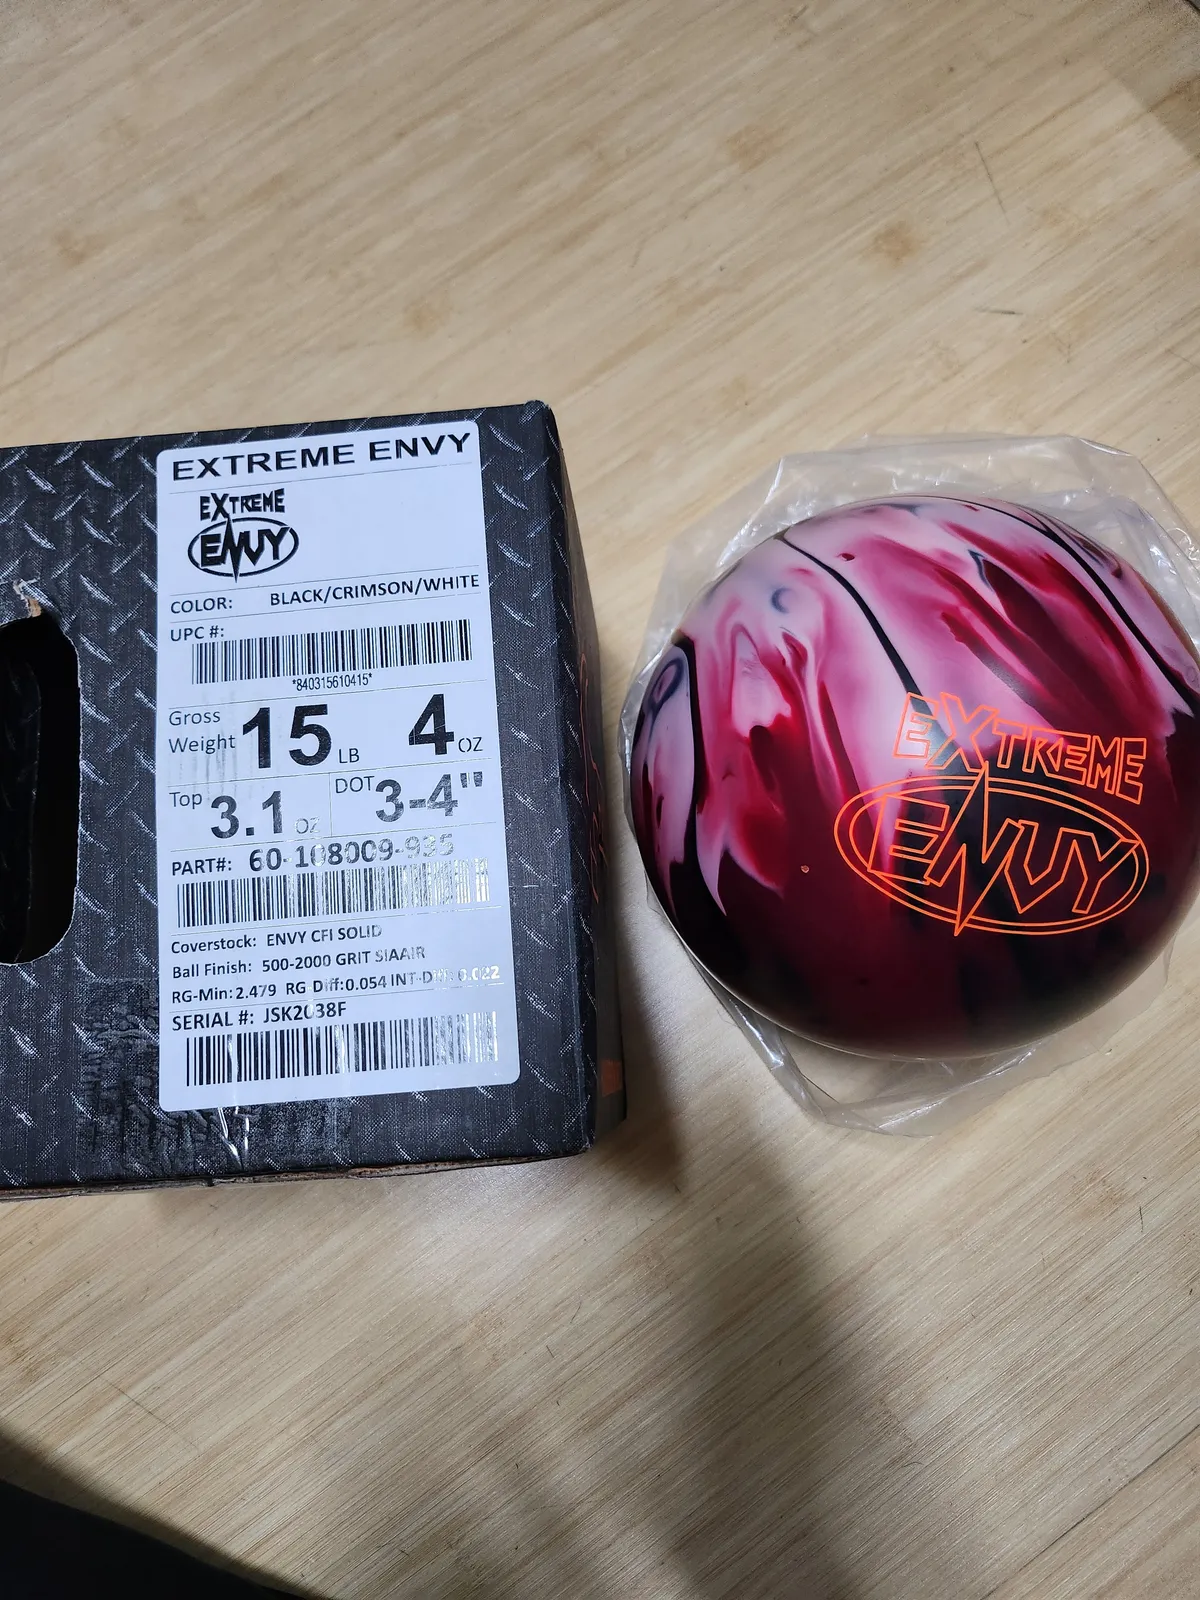 EXTREME ENVY
EXTREME
ENVY
COLOR: BLACK/CRIMSON/WHITE
UPC #:
*840315610415*
Gross Weight 15 LB 4 OZ
Top 3.1 OZ DOT 3-4"
PART#: 60-108009-935
Coverstock: ENVY CFI SOLID
Ball Finish: 500-2000 GRIT SIAAIR
RG-Min: 2.479 RG Diff:0.054 INT-Diff: 0.022
SERIAL #: JSK2038F
EXTREME
ENVY